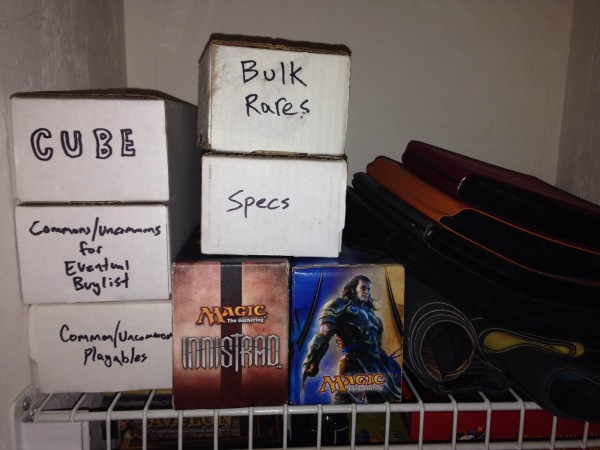 CUBE
Commons/Uncommons
for
Eventual
Buylist
Common/Uncommon
Playables
Bulk
Rares
Specs
MAGIC
The Gathering
INNISTRAD
MAGIC
The Gathering
AVALON